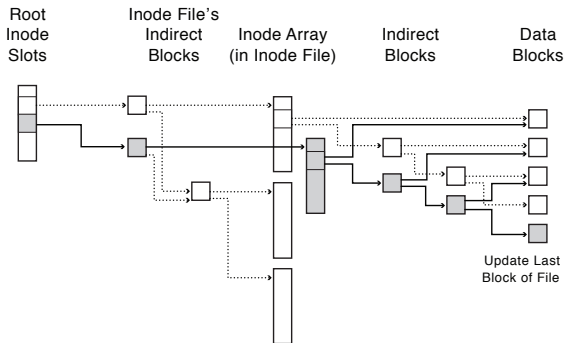 Root
Inode
Slots
Inode File's
Indirect
Blocks
Inode Array
(in Inode File)
Indirect
Blocks
Data
Blocks
Update Last
Block of File